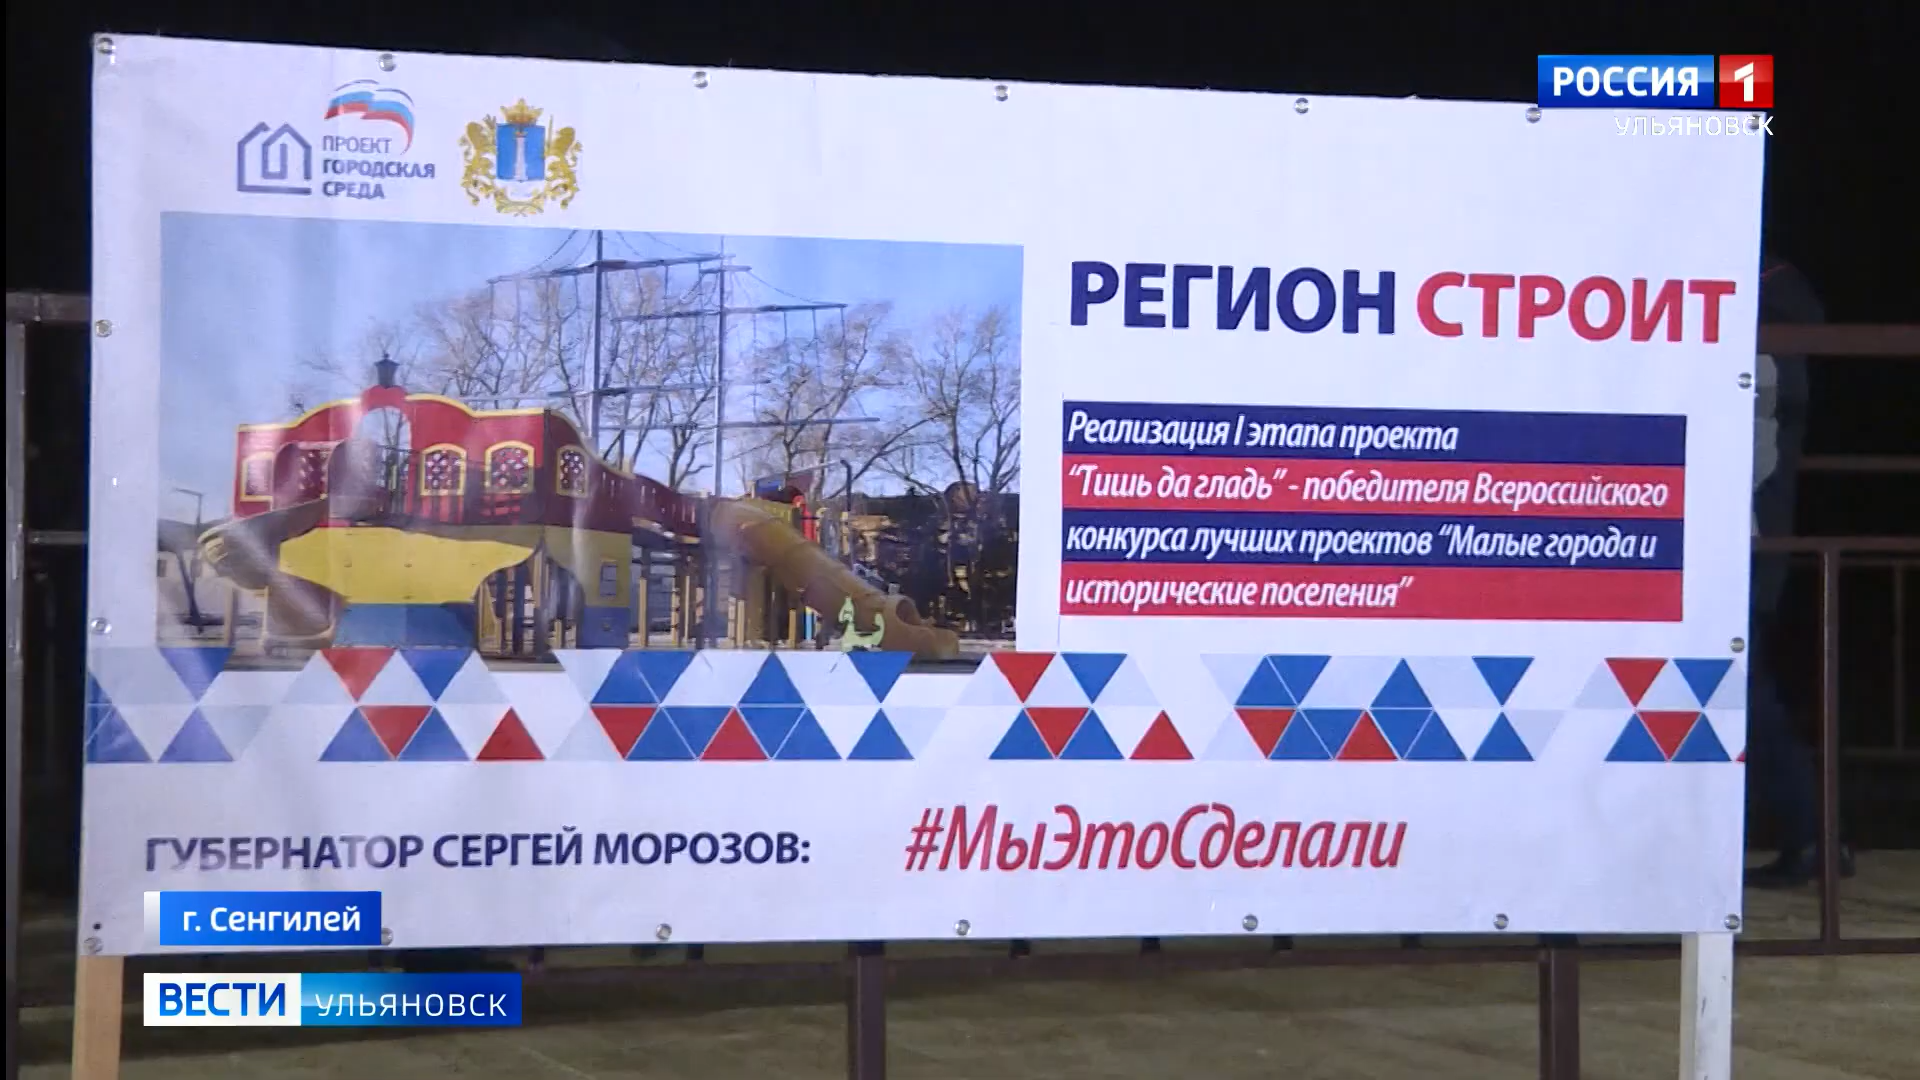 РОССИЯ 1
УЛЬЯНОВСК
ПРОЕКТ
ГОРОДСКАЯ
СРЕДА
РЕГИОН СТРОИТ
Реализация I этапа проекта
“Тишь да гладь” - победителя Всероссийского
конкурса лучших проектов “Малые города и
исторические поселения”
ГУБЕРНАТОР СЕРГЕЙ МОРОЗОВ:
#МыЭтоСделали
г. Сенгилей
ВЕСТИ УЛЬЯНОВСК